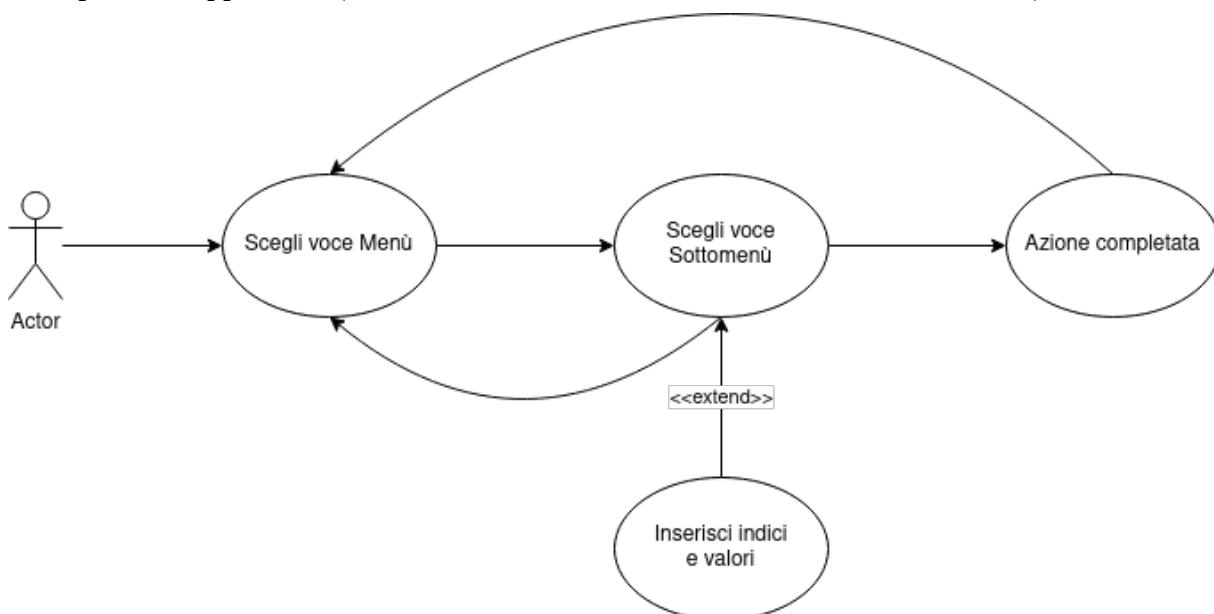 Scegli voce Menù
Scegli voce
Sottomenù
Azione completata
Actor
<<extend>>
Inserisci indici
e valori